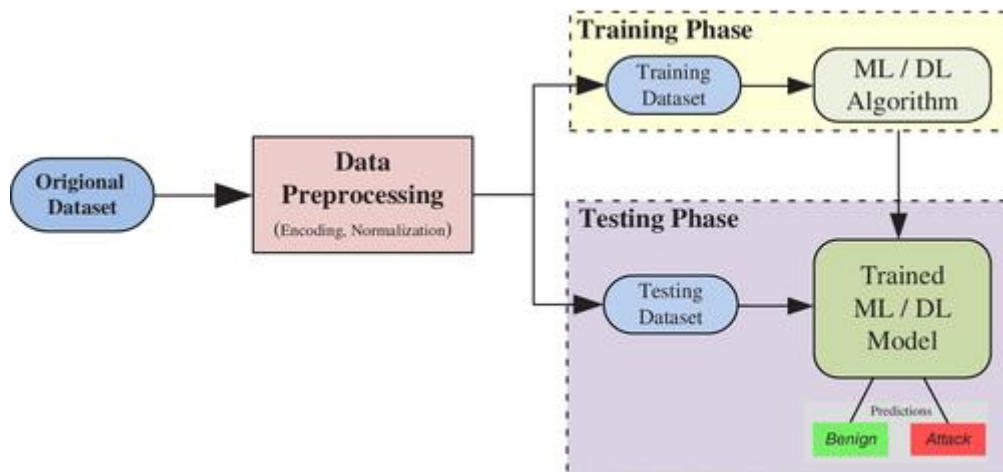 Training Phase
Training
Dataset
ML / DL
Algorithm
Origional
Dataset
Data
Preprocessing
(Encoding, Normalization)
Testing Phase
Testing
Dataset
Trained
ML / DL
Model
Predictions
Benign
Attack